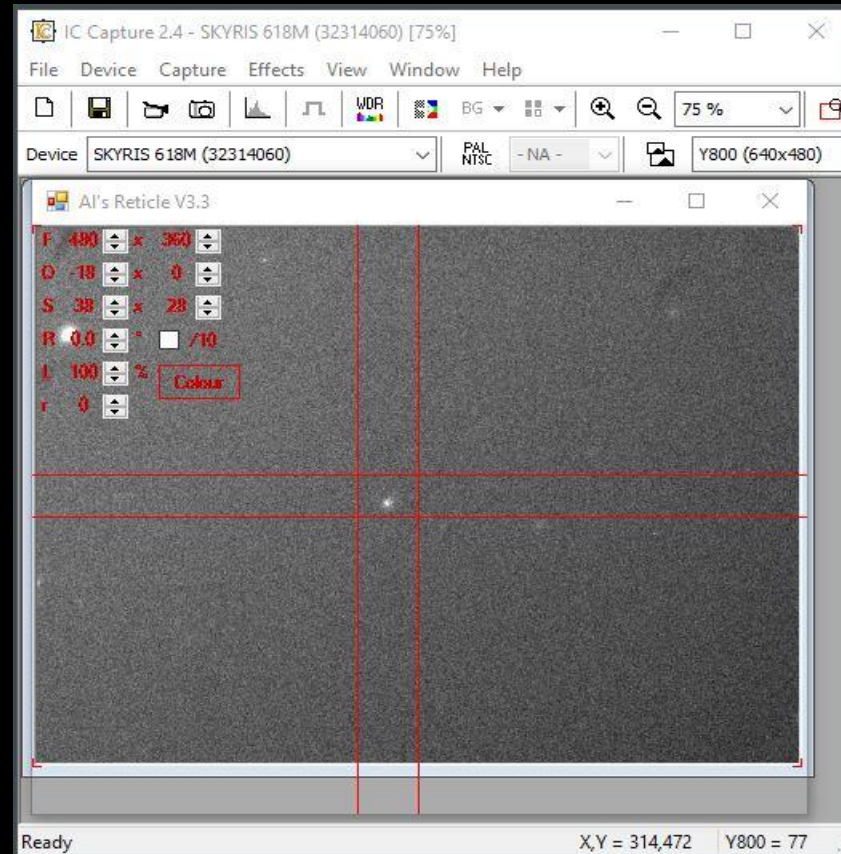 IC Capture 2.4 - SKYRIS 618M (32314060) [75%]
File Device Capture Effects View Window Help
WDR BG 75 %
Device SKYRIS 618M (32314060) PAL NTSC - NA - Y800 (640x480)
Al's Reticle V3.3
F 480 x 360
O -18 x 0
S 38 x 28
R 0.0 ° /10
L 100 %
Colour
r 0
Ready X,Y = 314,472 Y800 = 77